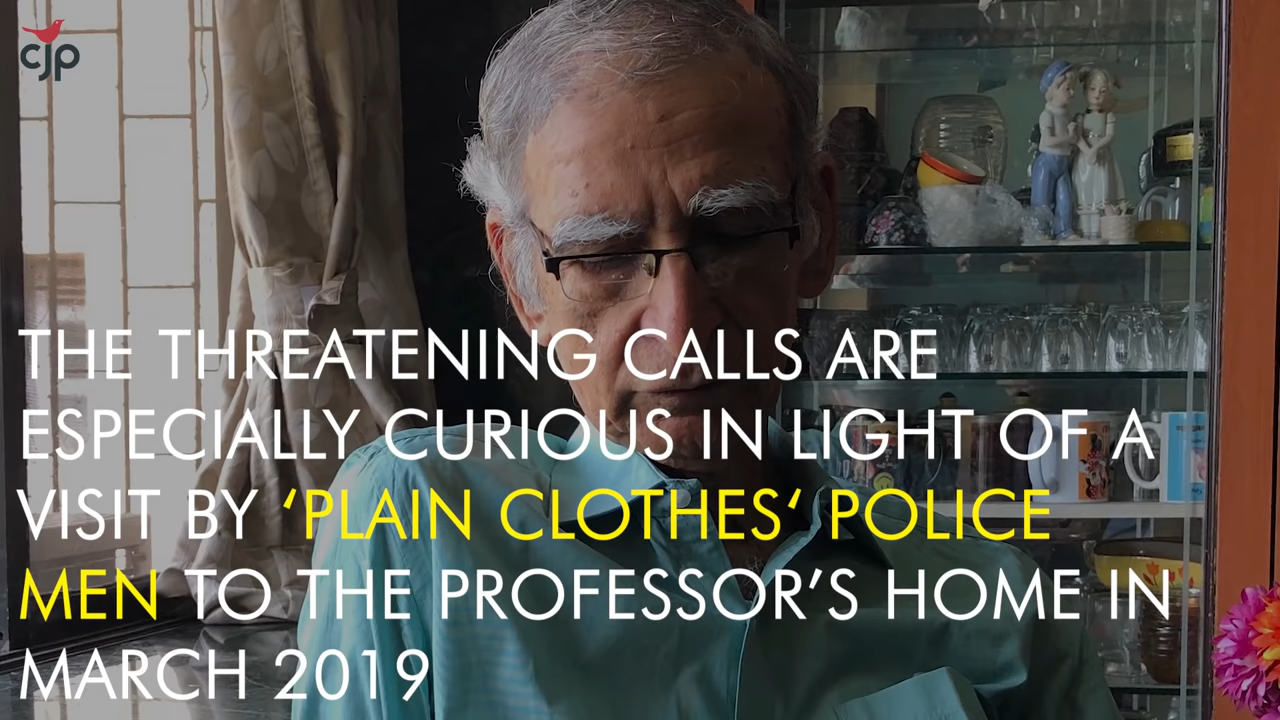 cjp
THE THREATENING CALLS ARE
ESPECIALLY CURIOUS IN LIGHT OF A
VISIT BY ‘PLAIN CLOTHES‘ POLICE
MEN TO THE PROFESSOR’S HOME IN
MARCH 2019